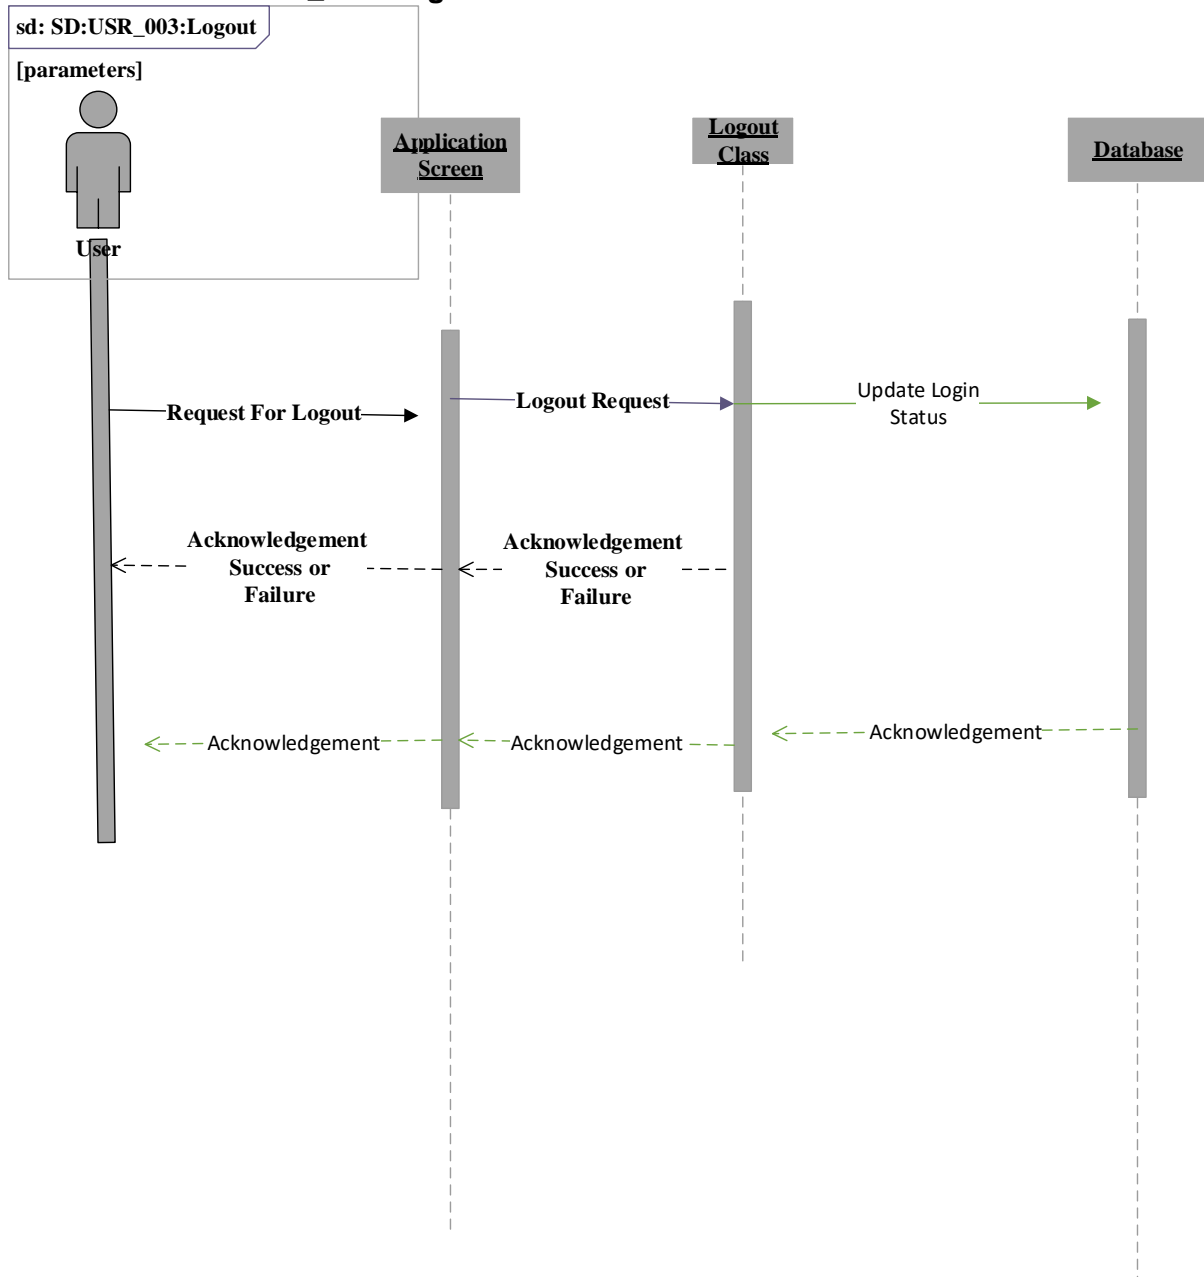 sd: SD:USR_003:Logout
[parameters]
User
Application
Screen
Logout
Class
Database
Request For Logout
Logout Request
Update Login
Status
Acknowledgement
Success or
Failure
Acknowledgement
Success or
Failure
Acknowledgement
Acknowledgement
Acknowledgement